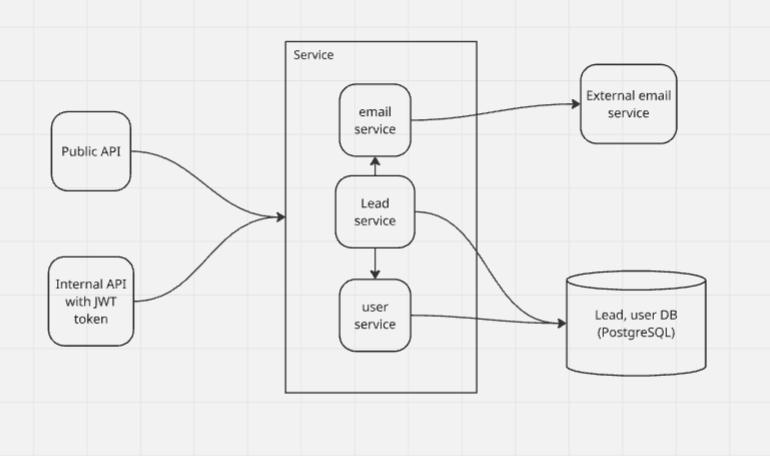 Service
email
service
External email
service
Public API
Lead
service
Internal API
with JWT
token
user
service
Lead, user DB
(PostgreSQL)